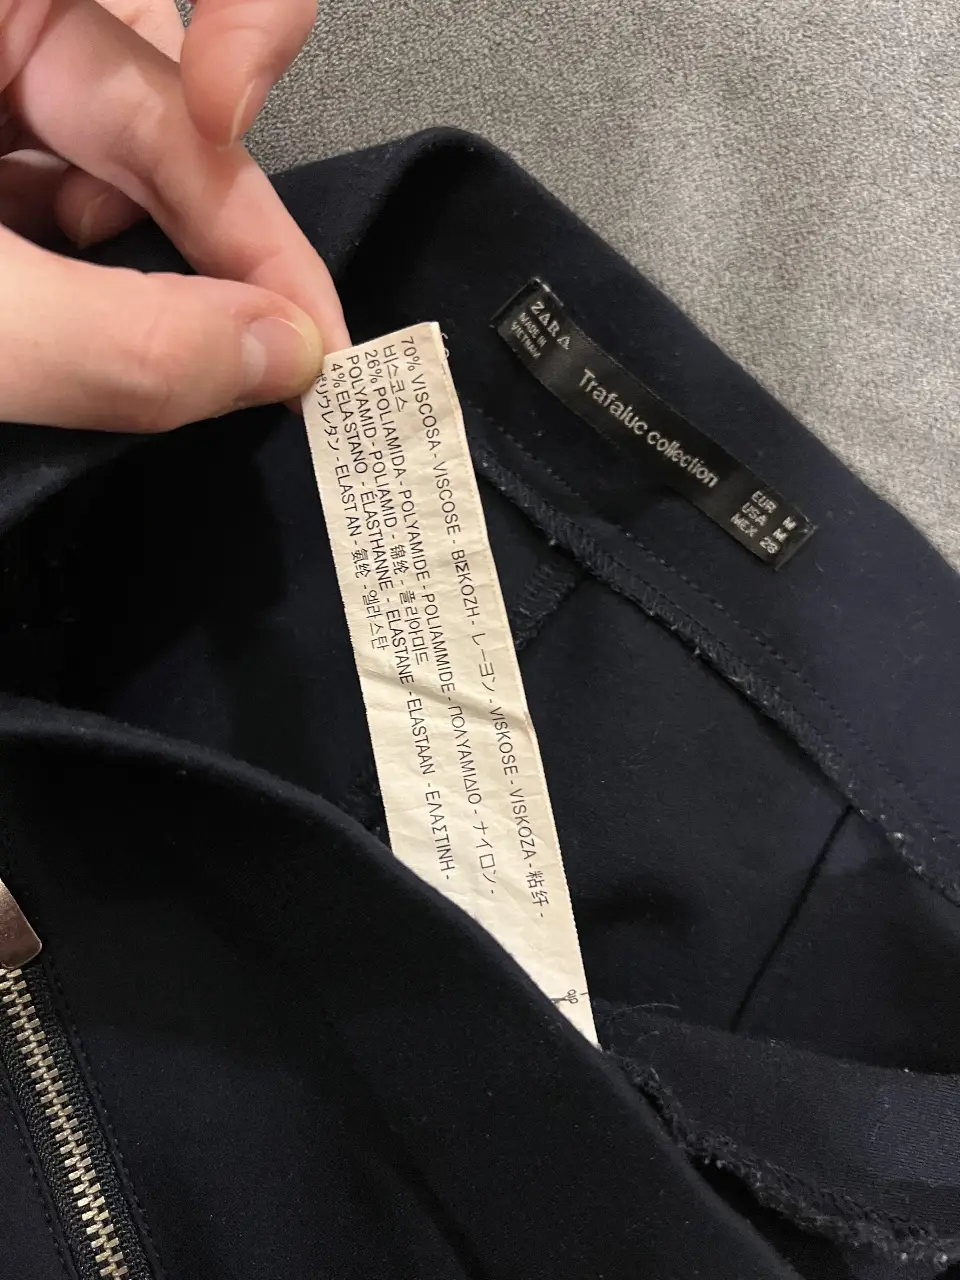 ZARA
MADE IN
VIETNAM
Trafaluc collection
EUR M
USA M
MEX 28
70% VISCOSA - VISCOSE - ΒΙΣΚΟΖΗ - レーヨン - VISKOSE - VISKOZA - 粘纤 -
비스코스
26% POLIAMIDA - POLYAMIDE - POLIAMMIDE - ΠΟΛΥΑΜΙΔΙΟ - ナイロン -
POLYAMID - POLIAMID - 锦纶 - 폴리아미드
4% ELASTANO - ÉLASTHANNE - ELASTANE - ELASTAAN - ΕΛΑΣΤΙΝΗ -
ポリウレタン - ELASTAN - 氨纶 - 엘라스탄